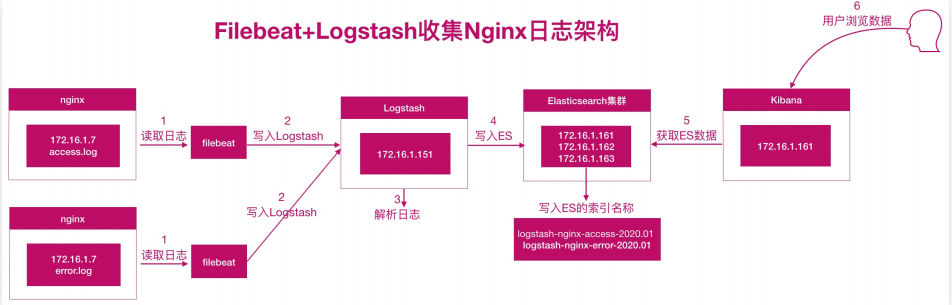 Filebeat+Logstash收集Nginx日志架构
6
用户浏览数据
nginx
172.16.1.7
access.log
1
读取日志
filebeat
2
写入Logstash
Logstash
172.16.1.151
3
解析日志
4
写入ES
Elasticsearch集群
172.16.1.161
172.16.1.162
172.16.1.163
写入ES的索引名称
logstash-nginx-access-2020.01
logstash-nginx-error-2020.01
5
获取ES数据
Kibana
172.16.1.161
nginx
172.16.1.7
error.log
1
读取日志
filebeat
2
写入Logstash